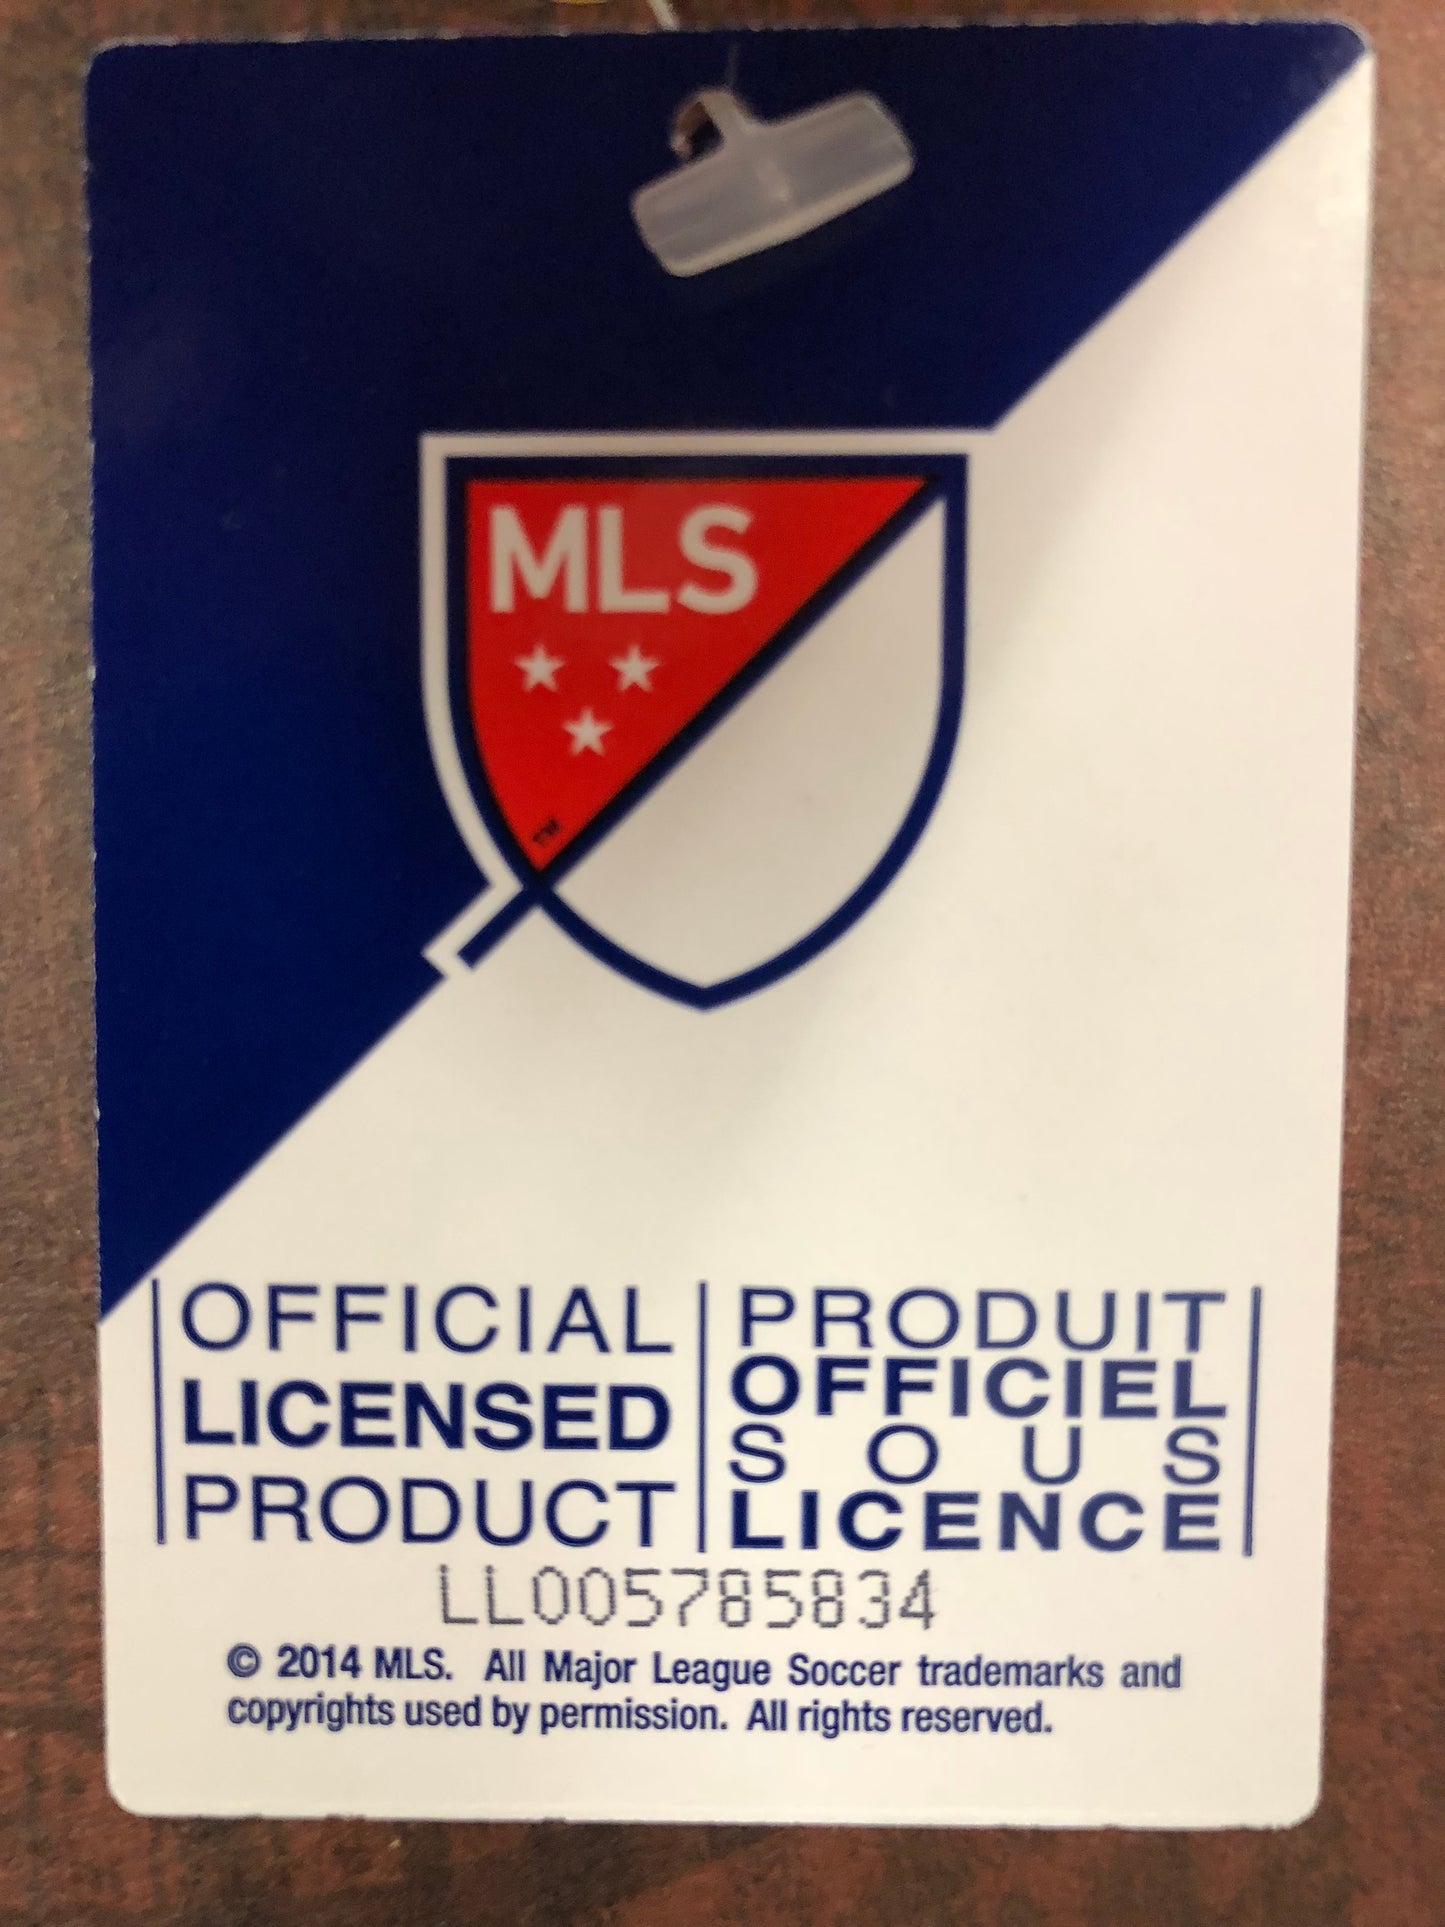 MLS
TM
OFFICIAL
LICENSED
PRODUCT
PRODUIT
OFFICIEL
SOUS
LICENCE
LL005785834
© 2014 MLS. All Major League Soccer trademarks and
copyrights used by permission. All rights reserved.